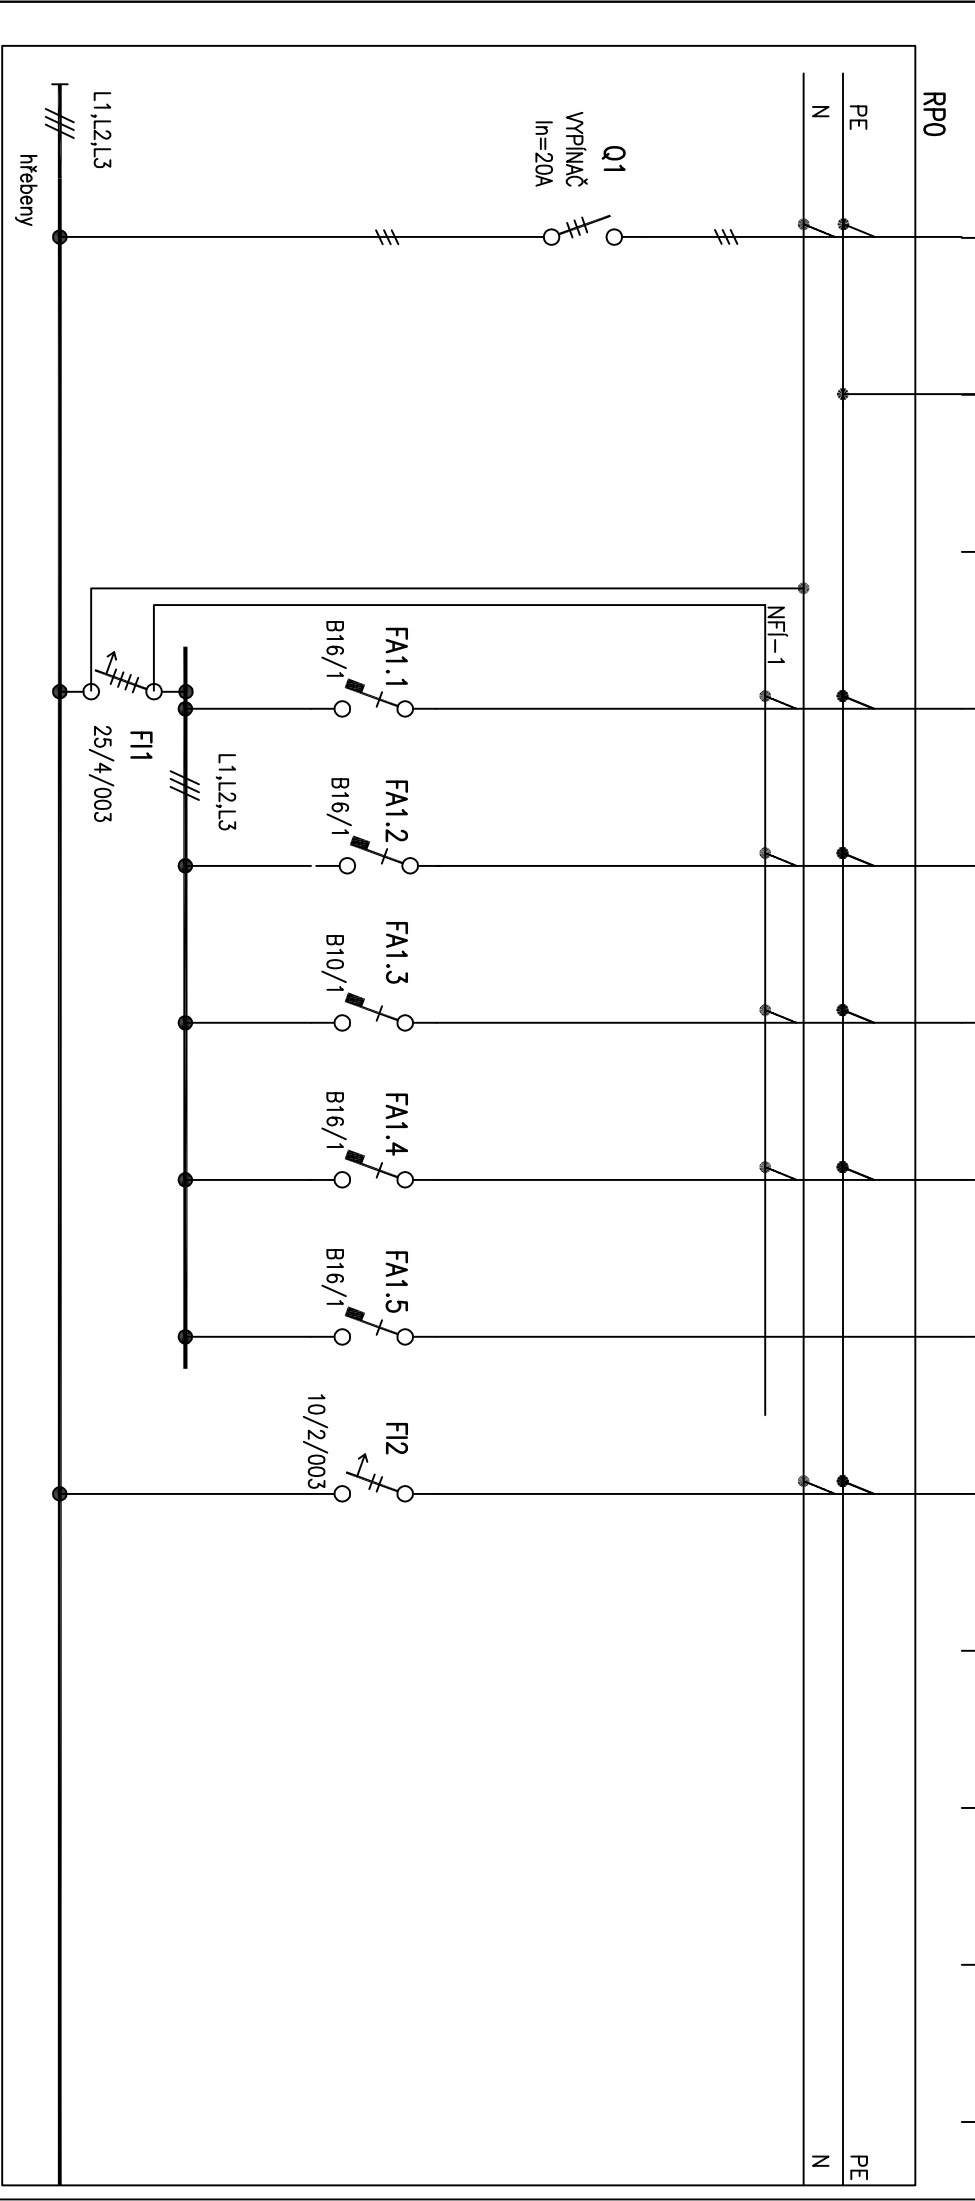 RPO
PE
N
Q1
VYPÍNAČ
In=20A
L1,L2,L3
hřebeny
NFÍ-1
FA1.1
B16/1
FI1
25/4/003
L1,L2,L3
FA1.2
B16/1
FA1.3
B10/1
FA1.4
B16/1
FA1.5
B16/1
FI2
10/2/003
PE
N